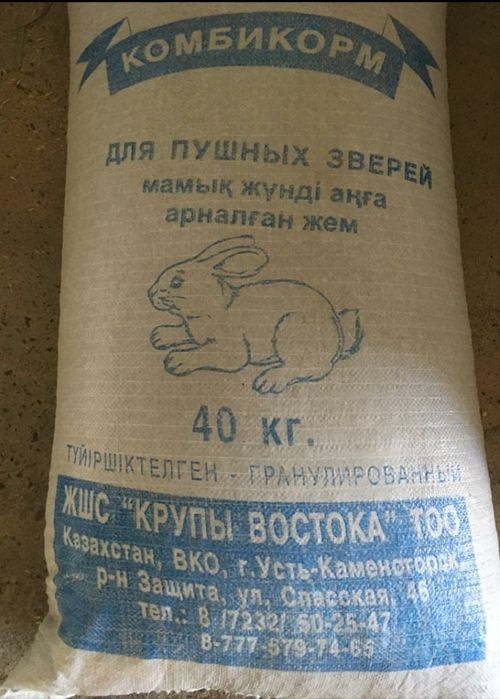 КОМБИКОРМ
ДЛЯ ПУШНЫХ ЗВЕРЕЙ
мамық жүнді аңға
арналған жем
40 кг.
ТҮЙІРШІКТЕЛГЕН - ГРАНУЛИРОВАННЫЙ
ЖШС "КРУПЫ ВОСТОКА" ТОО
Казахстан, ВКО, г.Усть-Каменогорск
р-н Защита, ул. Спасская, 46
тел.: 8 /7232/ 50-25-47
8-777-579-74-65